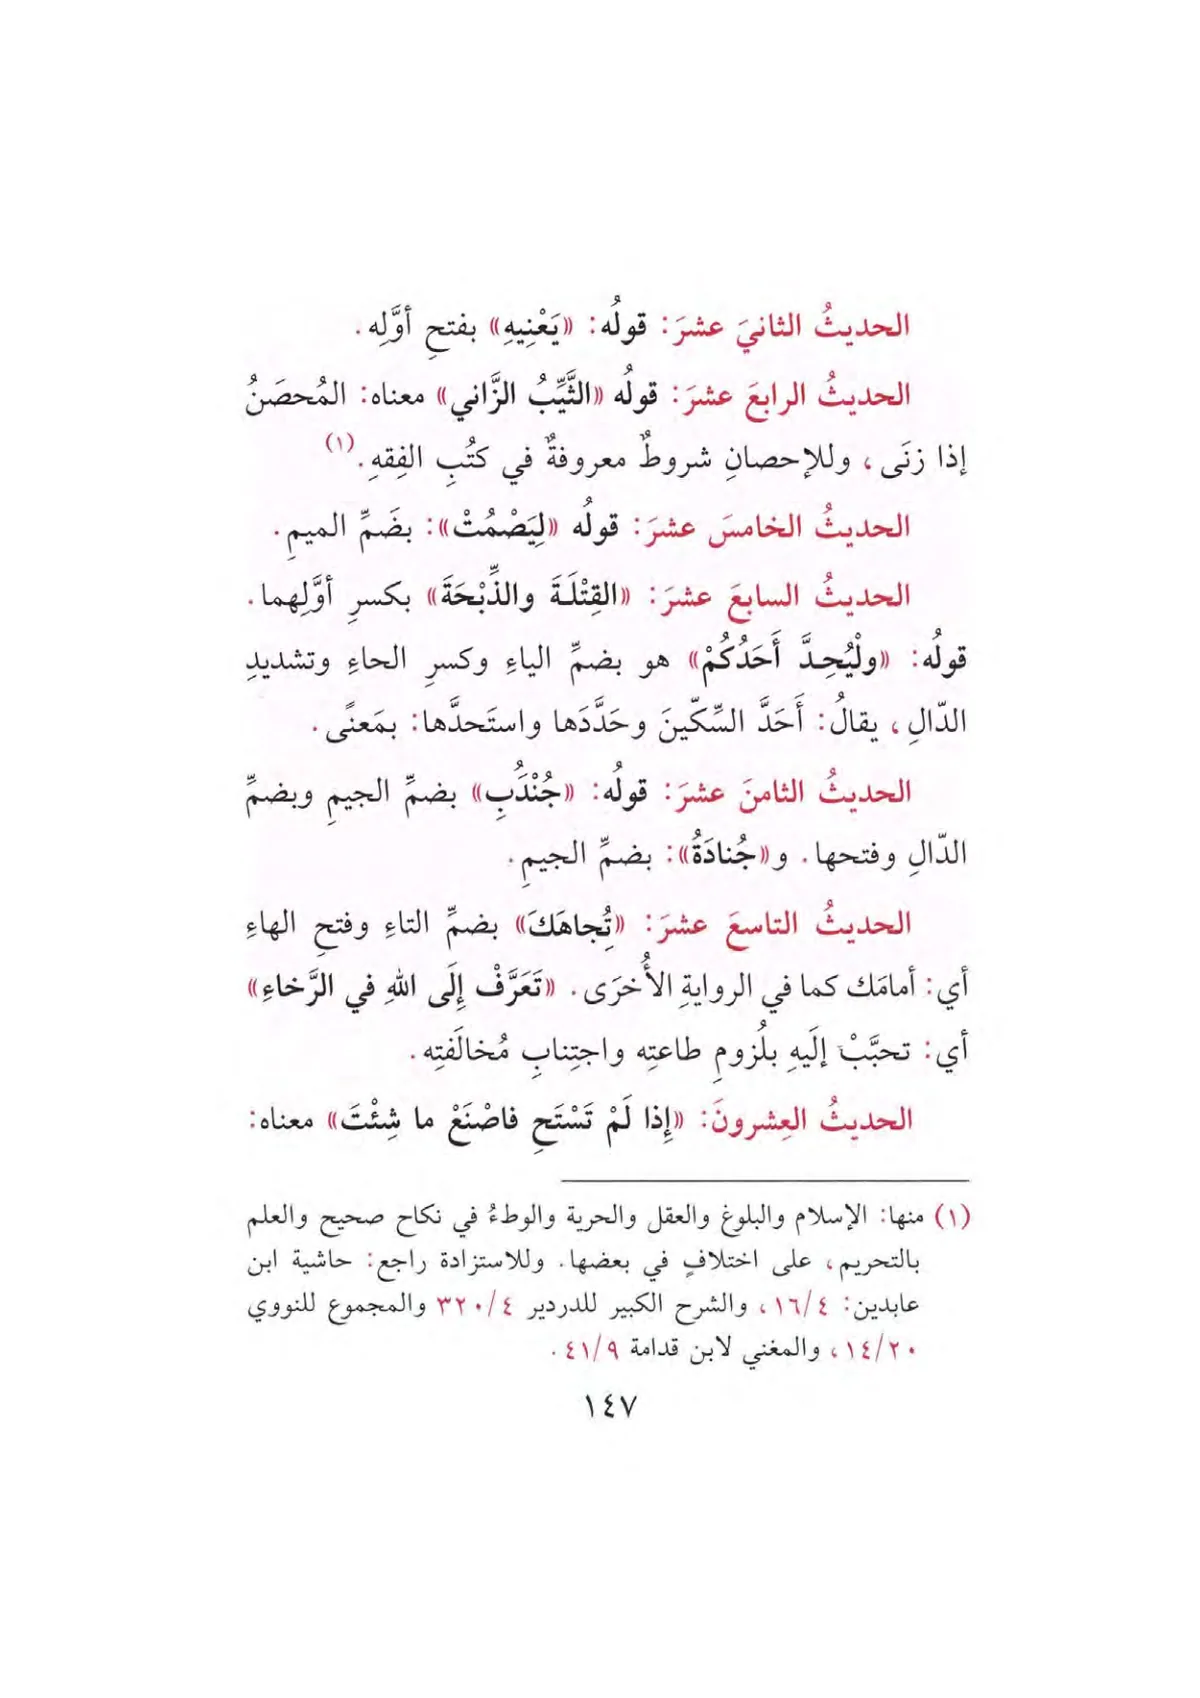 الحديثُ الثانيَ عشرَ: قولُه: «يَعْنِيهِ» بفتحِ أوَّلِه.
الحديثُ الرابعَ عشرَ: قولُه «الثَّيِّبُ الزَّاني» معناه: المُحصَنُ
إذا زنَى، وللإحصانِ شروطٌ معروفةٌ في كتُبِ الفِقهِ.(١)
الحديثُ الخامسَ عشرَ: قولُه «لِيَصْمُتْ»: بضَمِّ الميمِ.
الحديثُ السابعَ عشرَ: «القِتْلَةَ والذِّبْحَةَ» بكسرِ أوَّلِهما.
قولُه: «ولْيُحِدَّ أَحَدُكُمْ» هو بضمِّ الياءِ وكسرِ الحاءِ وتشديدِ
الدّالِ، يقالُ: أَحَدَّ السِّكّينَ وحَدَّدَها واستَحدَّها: بمَعنًى.
الحديثُ الثامنَ عشرَ: قولُه: «جُنْدُبِ» بضمِّ الجيمِ وبضمِّ
الدّالِ وفتحها. و«جُنادَةُ»: بضمِّ الجيمِ.
الحديثُ التاسعَ عشرَ: «تُجاهَكَ» بضمِّ التاءِ وفتحِ الهاءِ
أي: أمامَك كما في الروايةِ الأُخرَى. «تَعَرَّفْ إِلَى اللهِ في الرَّخاءِ»
أي: تحبَّبْ إلَيهِ بلُزومِ طاعتِه واجتِنابِ مُخالَفتِه.
الحديثُ العِشرونَ: «إِذا لَمْ تَسْتَحِ فاصْنَعْ ما شِئْتَ» معناه:
(١) منها: الإسلام والبلوغ والعقل والحرية والوطءُ في نكاح صحيح والعلم
بالتحريم، على اختلافٍ في بعضها. وللاستزادة راجع: حاشية ابن
عابدين: ١٦/٤، والشرح الكبير للدردير ٣٢٠/٤ والمجموع للنووي
١٤/٢٠، والمغني لابن قدامة ٤١/٩.
١٤٧